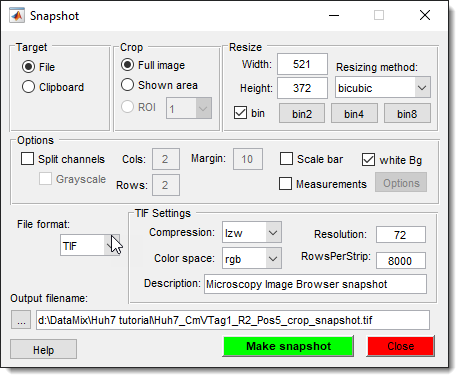 Snapshot
Target
File
Clipboard
Crop
Full image
Shown area
ROI 1
Resize
Width: 521 Resizing method:
Height: 372 bicubic
bin bin2 bin4 bin8
Options
Split channels Cols: 2 Margin: 10 Scale bar white Bg
Grayscale Rows: 2 Measurements Options
File format:
TIF
TIF Settings
Compression: lzw Resolution: 72
Color space: rgb RowsPerStrip: 8000
Description: Microscopy Image Browser snapshot
Output filename:
... d:\DataMix\Huh7 tutorial\Huh7_CmVTag1_R2_Pos5_crop_snapshot.tif
Help Make snapshot Close